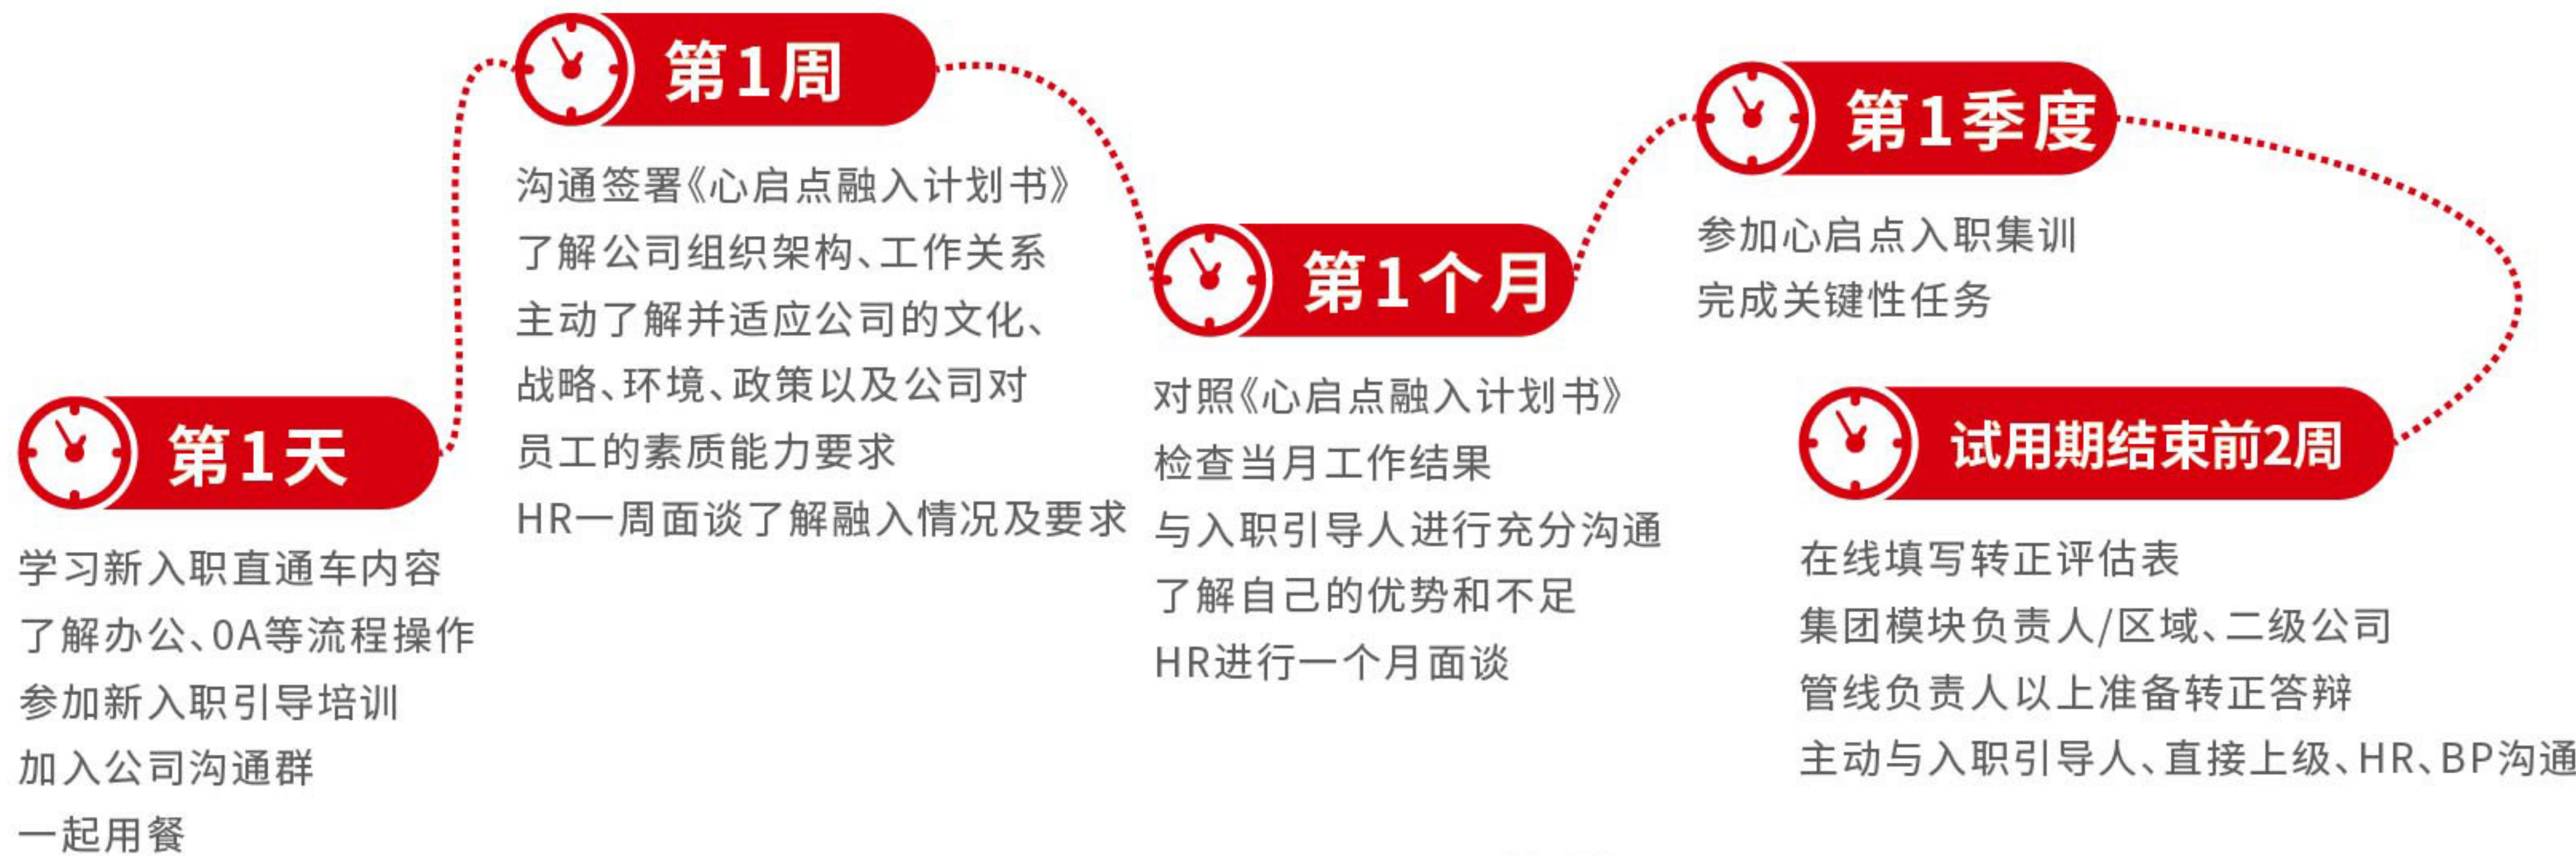 第1天
学习新入职直通车内容
了解办公、0A等流程操作
参加新入职引导培训
加入公司沟通群
一起用餐
第1周
沟通签署《心启点融入计划书》
了解公司组织架构、工作关系
主动了解并适应公司的文化、
战略、环境、政策以及公司对
员工的素质能力要求
HR一周面谈了解融入情况及要求
第1个月
对照《心启点融入计划书》
检查当月工作结果
与入职引导人进行充分沟通
了解自己的优势和不足
HR进行一个月面谈
第1季度
参加心启点入职集训
完成关键性任务
试用期结束前2周
在线填写转正评估表
集团模块负责人/区域、二级公司
管线负责人以上准备转正答辩
主动与入职引导人、直接上级、HR、BP沟通